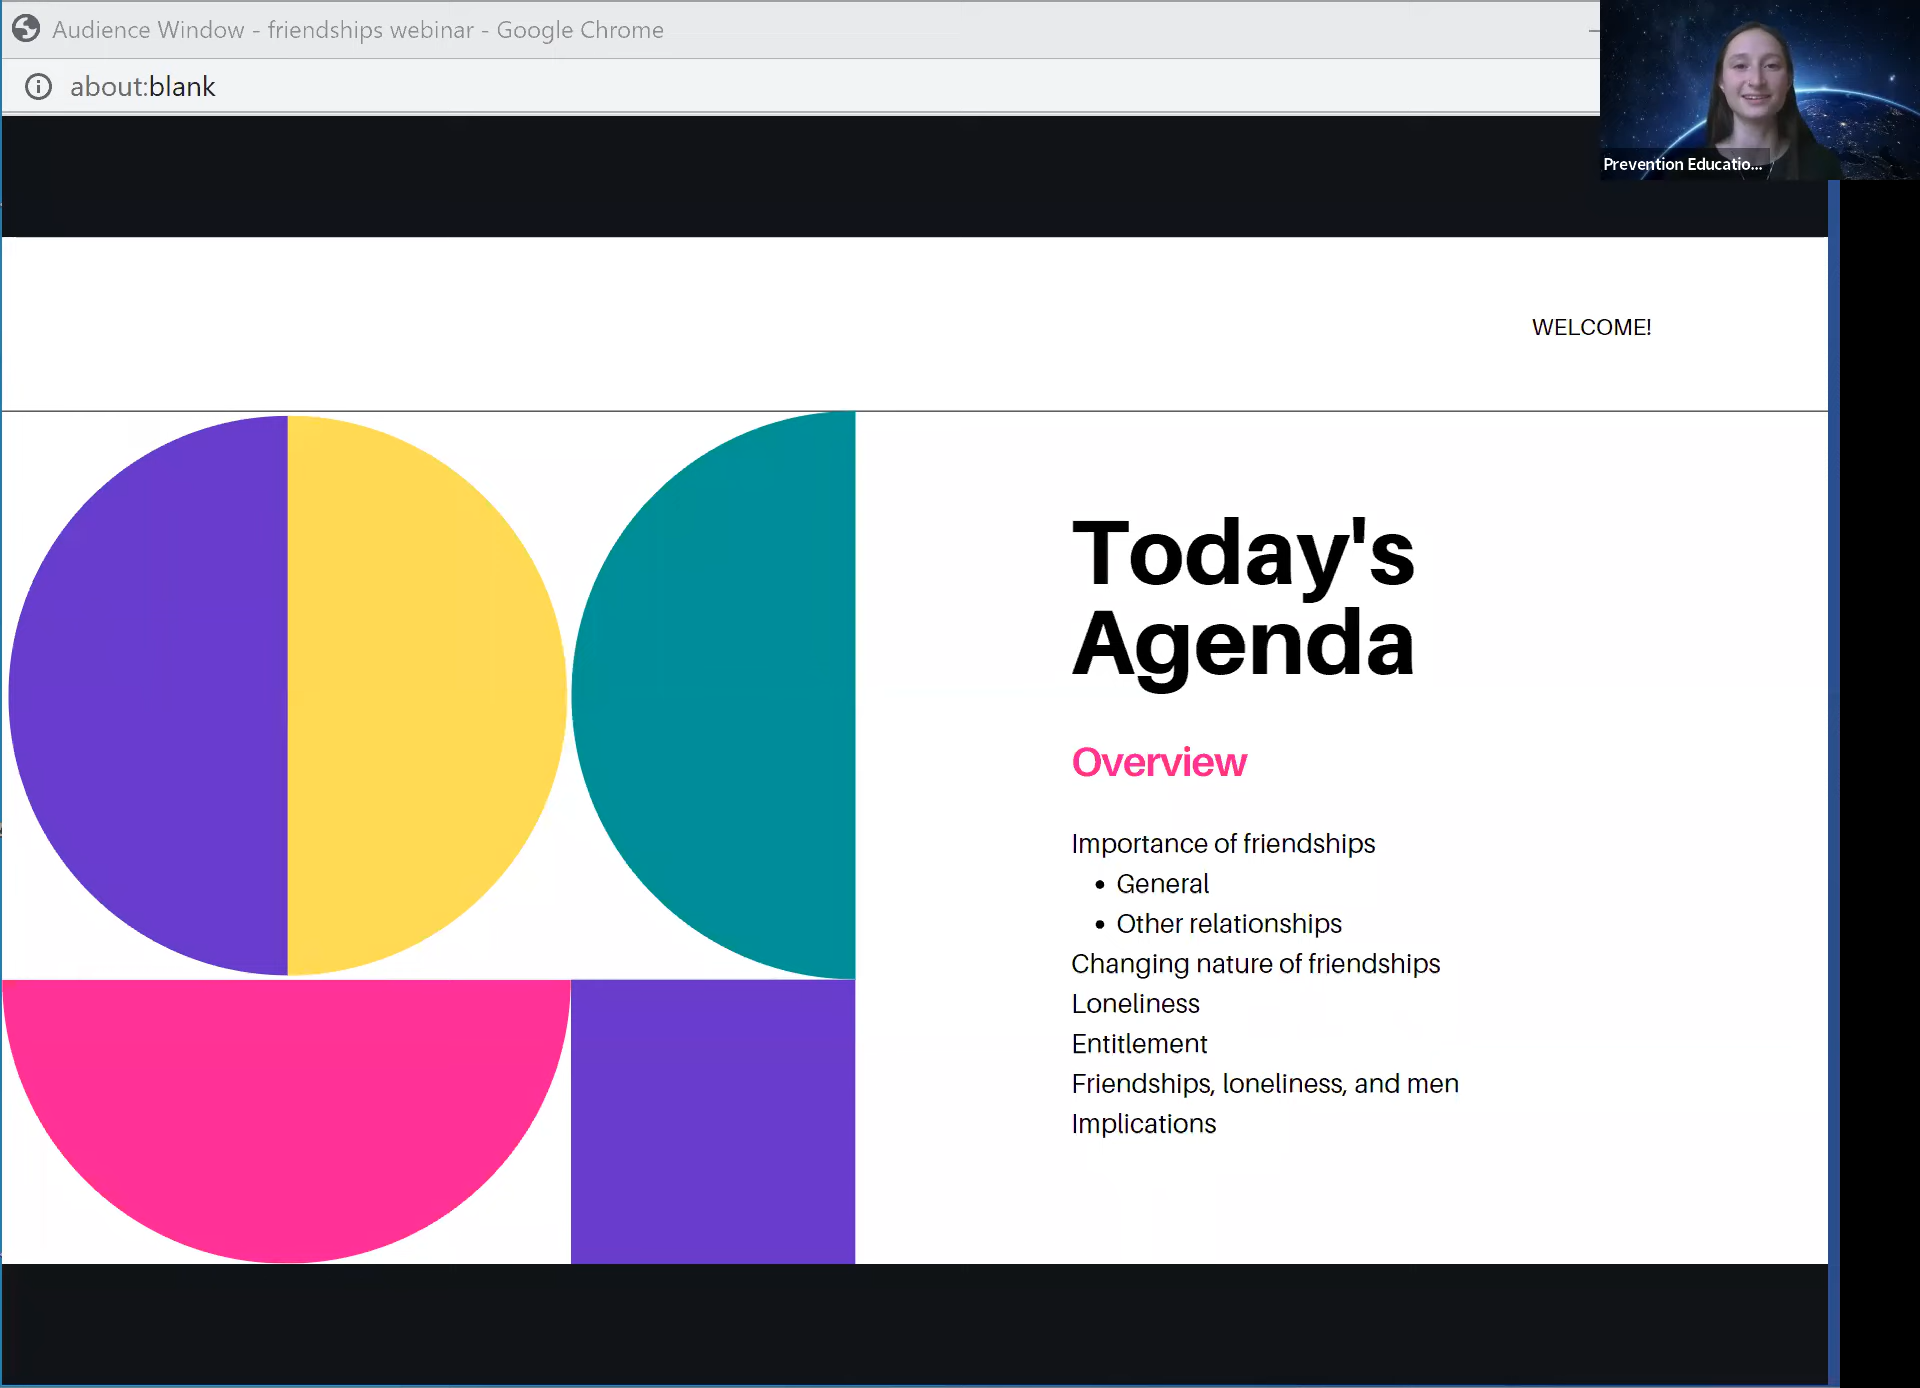 Audience Window - friendships webinar - Google Chrome
about:blank
Prevention Educatio...
WELCOME!
Today's
Agenda
Overview
Importance of friendships
• General
• Other relationships
Changing nature of friendships
Loneliness
Entitlement
Friendships, loneliness, and men
Implications